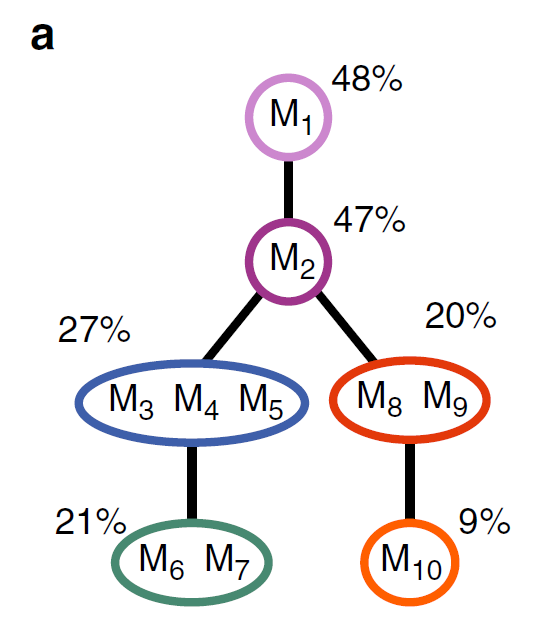 a
48%
M₁
47%
M₂
27%
20%
M₃ M₄ M₅
M₈ M₉
21%
9%
M₆ M₇
M₁₀